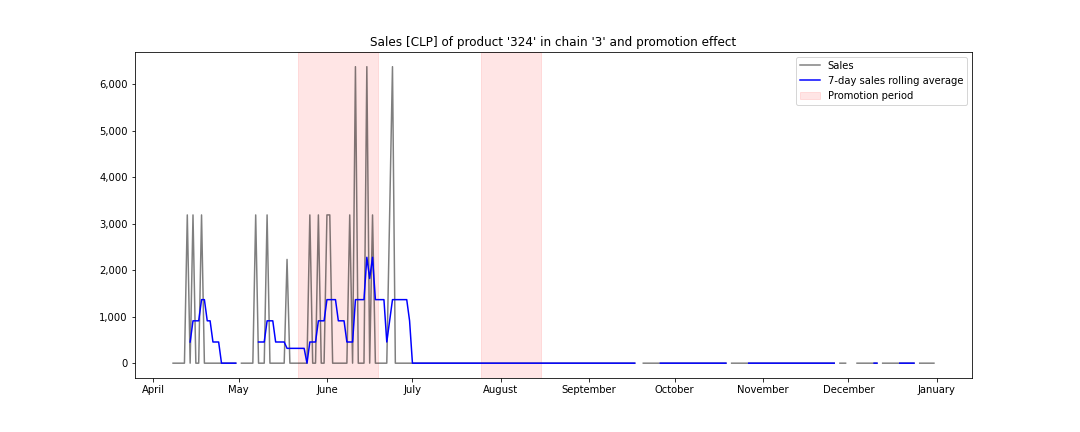 Sales [CLP] of product '324' in chain '3' and promotion effect
Sales
7-day sales rolling average
Promotion period
6,000
5,000
4,000
3,000
2,000
1,000
0
April May June July August September October November December January